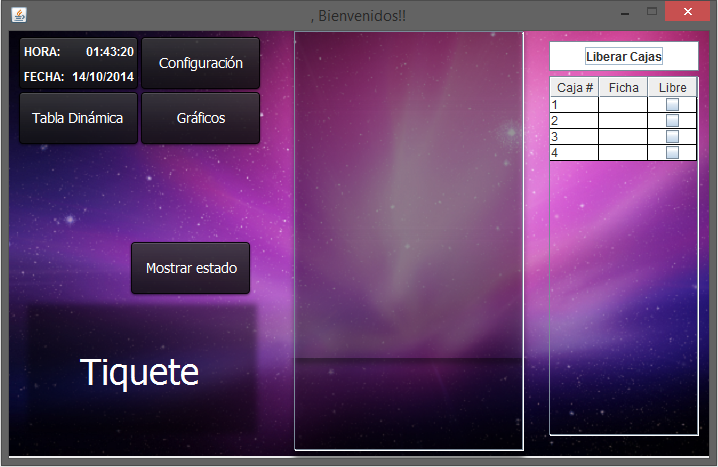 , Bienvenidos!!
HORA: 01:43:20
FECHA: 14/10/2014
Configuración
Tabla Dinámica
Gráficos
Mostrar estado
Tiquete
Liberar Cajas
Caja # Ficha Libre
1
2
3
4